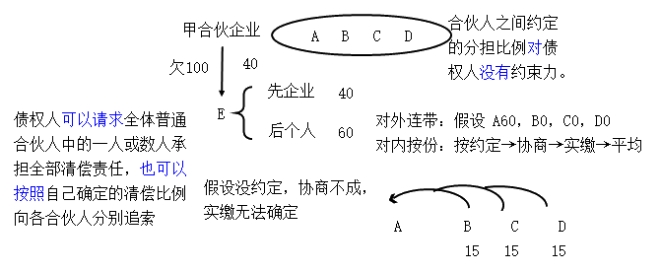 甲合伙企业
A B C D
合伙人之间约定
的分担比例对债
权人没有约束力。
欠100
40
E
先企业 40
后个人 60
债权人可以请求全体普通
合伙人中的一人或数人承
担全部清偿责任，也可以
按照自己确定的清偿比例
向各合伙人分别追索
对外连带：假设 A60，B0，C0，D0
对内按份：按约定→协商→实缴→平均
假设没约定，协商不成，
实缴无法确定
A B C D
15 15 15